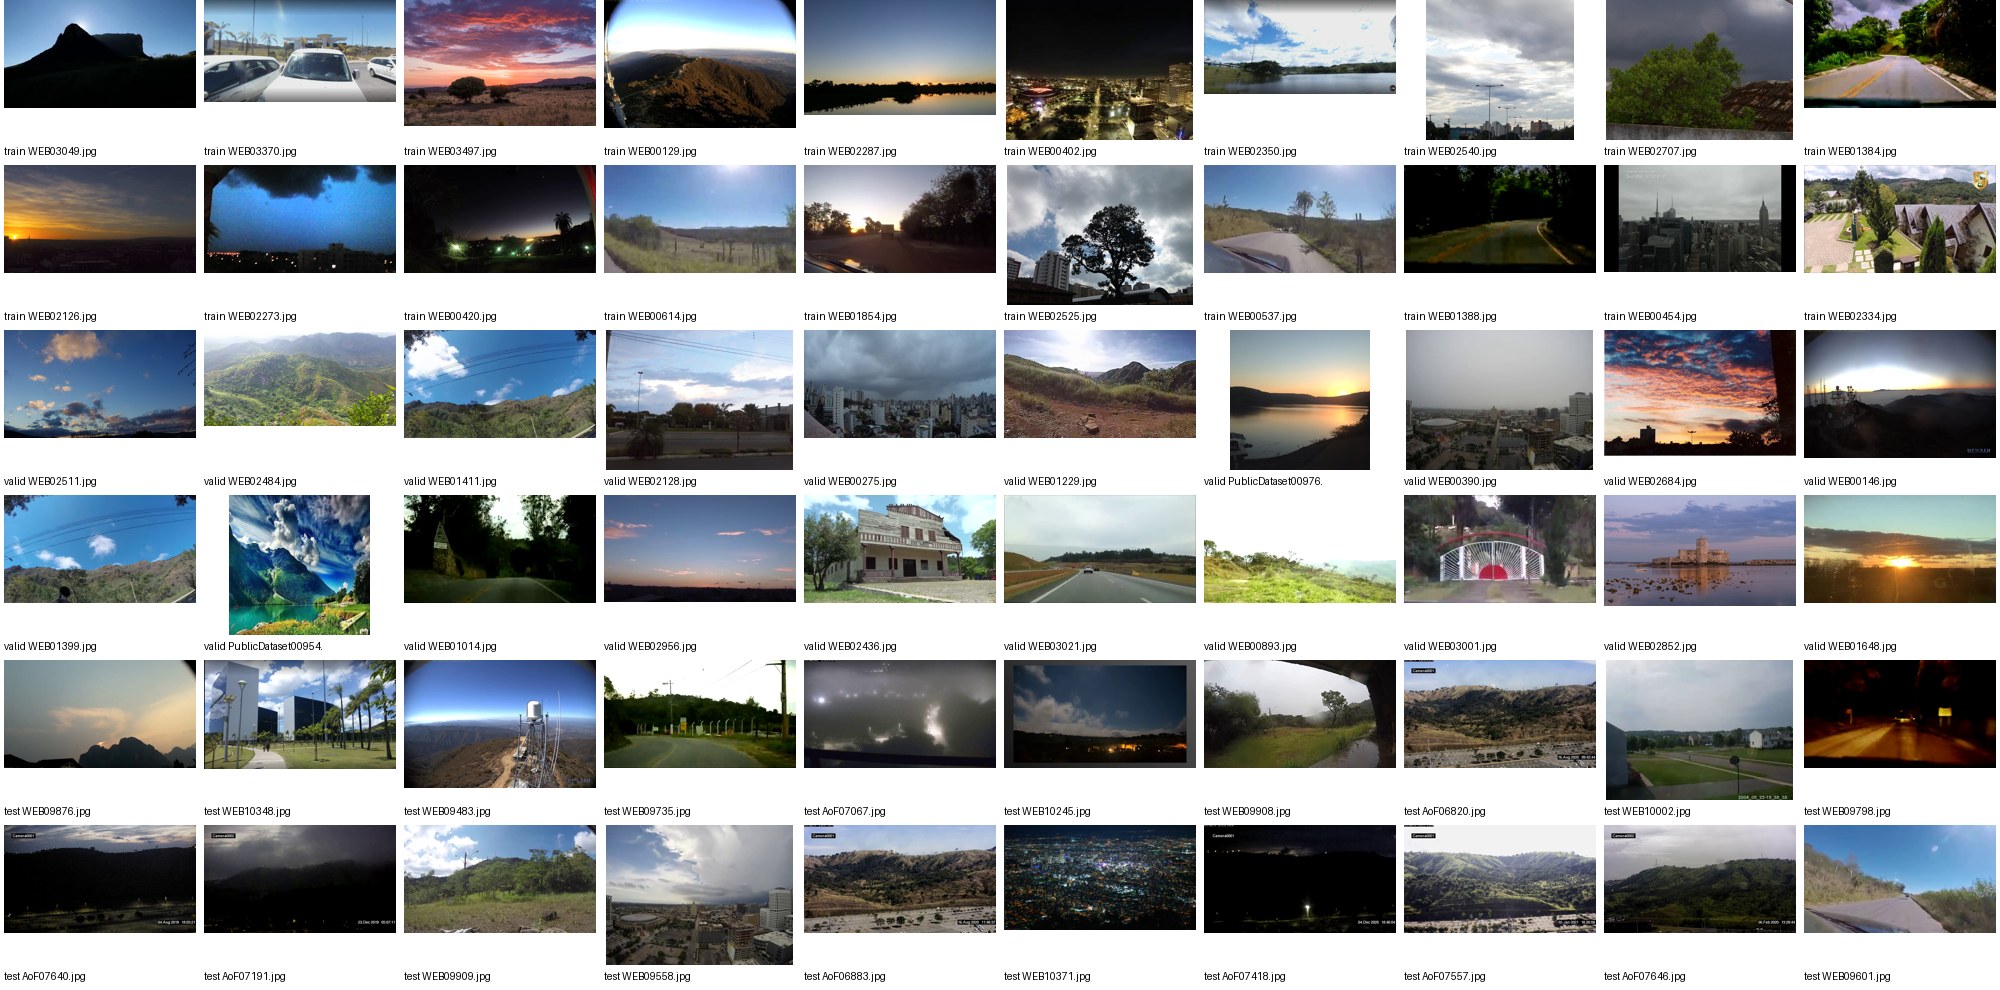 train WEB03049.jpg
train WEB03370.jpg
train WEB03497.jpg
train WEB00129.jpg
train WEB02287.jpg
train WEB00402.jpg
train WEB02350.jpg
train WEB02540.jpg
train WEB02707.jpg
train WEB01384.jpg
train WEB02126.jpg
train WEB02273.jpg
train WEB00420.jpg
train WEB00614.jpg
train WEB01854.jpg
train WEB02525.jpg
train WEB00537.jpg
train WEB01388.jpg
train WEB00454.jpg
train WEB02334.jpg
valid WEB02511.jpg
valid WEB02484.jpg
valid WEB01411.jpg
valid WEB02128.jpg
valid WEB00275.jpg
valid WEB01229.jpg
valid PublicDataset00976.
valid WEB00390.jpg
valid WEB02684.jpg
valid WEB00146.jpg
valid WEB01399.jpg
valid PublicDataset00954.
valid WEB01014.jpg
valid WEB02956.jpg
valid WEB02436.jpg
valid WEB03021.jpg
valid WEB00893.jpg
valid WEB03001.jpg
valid WEB02852.jpg
valid WEB01648.jpg
Camera0001
test WEB09876.jpg
test WEB10348.jpg
test WEB09483.jpg
test WEB09735.jpg
test AoF07067.jpg
test WEB10245.jpg
test WEB09908.jpg
test AoF06820.jpg
test WEB10002.jpg
test WEB09798.jpg
Camera0001
Camera0001
Camera0001
Camera0001
Camera0001
Camera0001
test AoF07640.jpg
test AoF07191.jpg
test WEB09909.jpg
test WEB09558.jpg
test AoF06883.jpg
test WEB10371.jpg
test AoF07418.jpg
test AoF07557.jpg
test AoF07646.jpg
test WEB09601.jpg